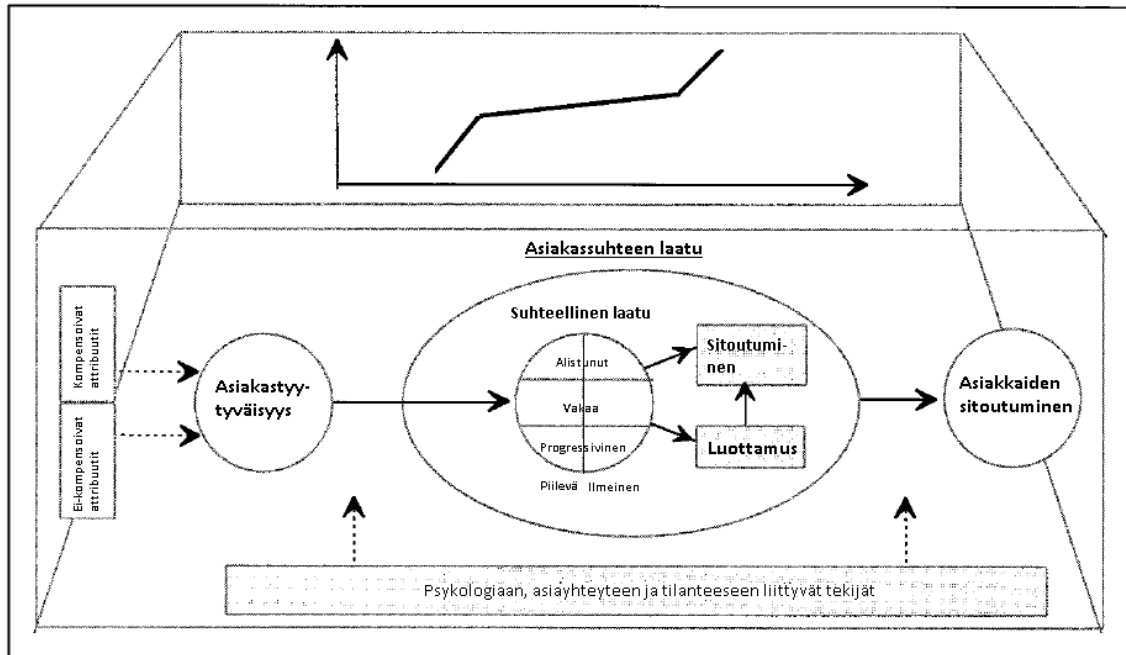 Asiakassuhteen laatu
Suhteellinen laatu
Kompensoivat
attribuutit
Ei-kompensoivat
attribuutit
Asiakastyy-
tyväisyys
Alistunut
Vakaa
Progressivinen
Piilevä Ilmeinen
Sitoutumi-
nen
Luottamus
Asiakkaiden
sitoutuminen
Psykologiaan, asiayhteyteen ja tilanteeseen liittyvät tekijät